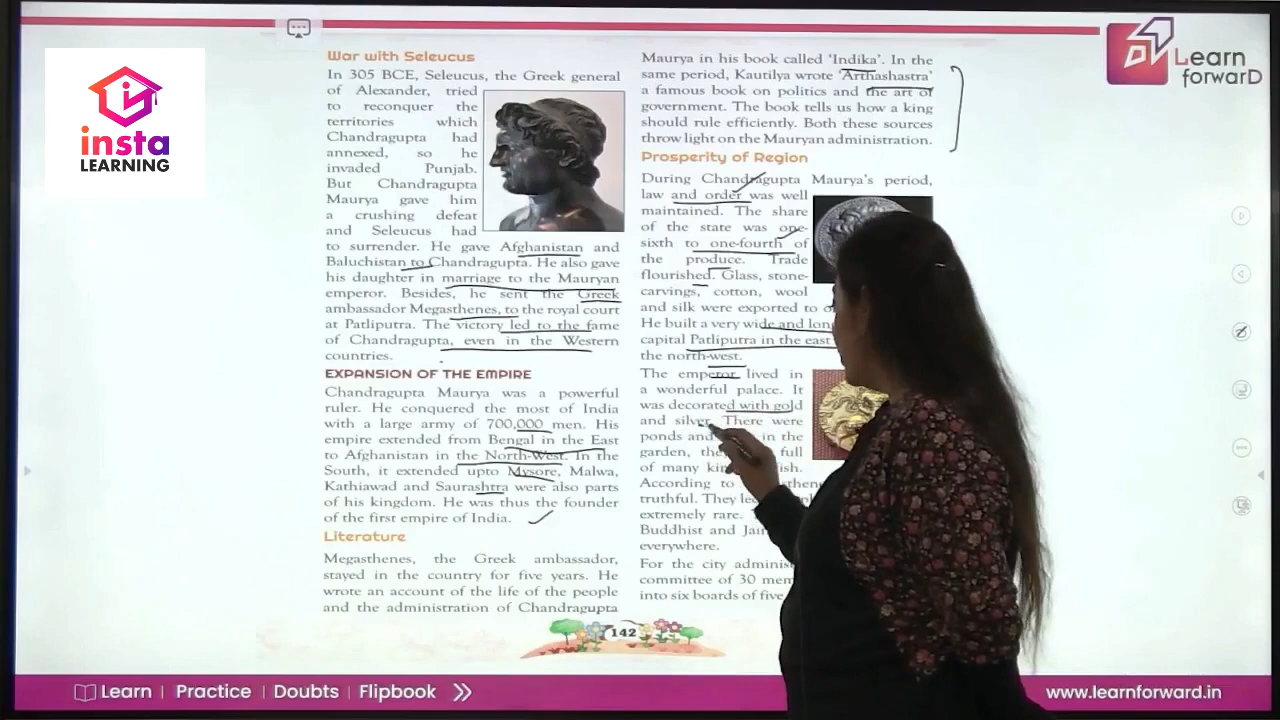 War with Seleucus
In 305 BCE, Seleucus, the Greek general
of Alexander, tried
to reconquer the
territories which
Chandragupta had
annexed, so he
invaded Punjab.
But Chandragupta
Maurya gave him
a crushing defeat
and Seleucus had
to surrender. He gave Afghanistan and
Baluchistan to Chandragupta. He also gave
his daughter in marriage to the Mauryan
emperor. Besides, he sent the Greek
ambassador Megasthenes, to the royal court
at Patliputra. The victory led to the fame
of Chandragupta, even in the Western
countries.
EXPANSION OF THE EMPIRE
Chandragupta Maurya was a powerful
ruler. He conquered the most of India
with a large army of 700,000 men. His
empire extended from Bengal in the East
to Afghanistan in the North-West. In the
South, it extended upto Mysore, Malwa,
Kathiawad and Saurashtra were also parts
of his kingdom. He was thus the founder
of the first empire of India.
Literature
Megasthenes, the Greek ambassador,
stayed in the country for five years. He
wrote an account of the life of the people
and the administration of Chandragupta
Maurya in his book called ‘Indika’. In the
same period, Kautilya wrote ‘Arthashastra’
a famous book on politics and the art of
government. The book tells us how a king
should rule efficiently. Both these sources
throw light on the Mauryan administration.
Prosperity of Region
During Chandragupta Maurya’s period,
law and order was well
maintained. The share
of the state was one-
sixth to one-fourth of
the produce. Trade
flourished. Glass, stone-
carvings, cotton, wool
and silk were exported to
He built a very wide and long
capital Patliputra in the east
the north-west.
The emperor lived in
a wonderful palace. It
was decorated with gold
and silver. There were
ponds and in the
garden, full
of many
According to
truthful. They
extremely rare.
Buddhist and
everywhere.
For the city
committee of 30
into six boards of five
142
insta
LEARNING
Learn
forwarD
Learn | Practice | Doubts | Flipbook
www.learnforward.in